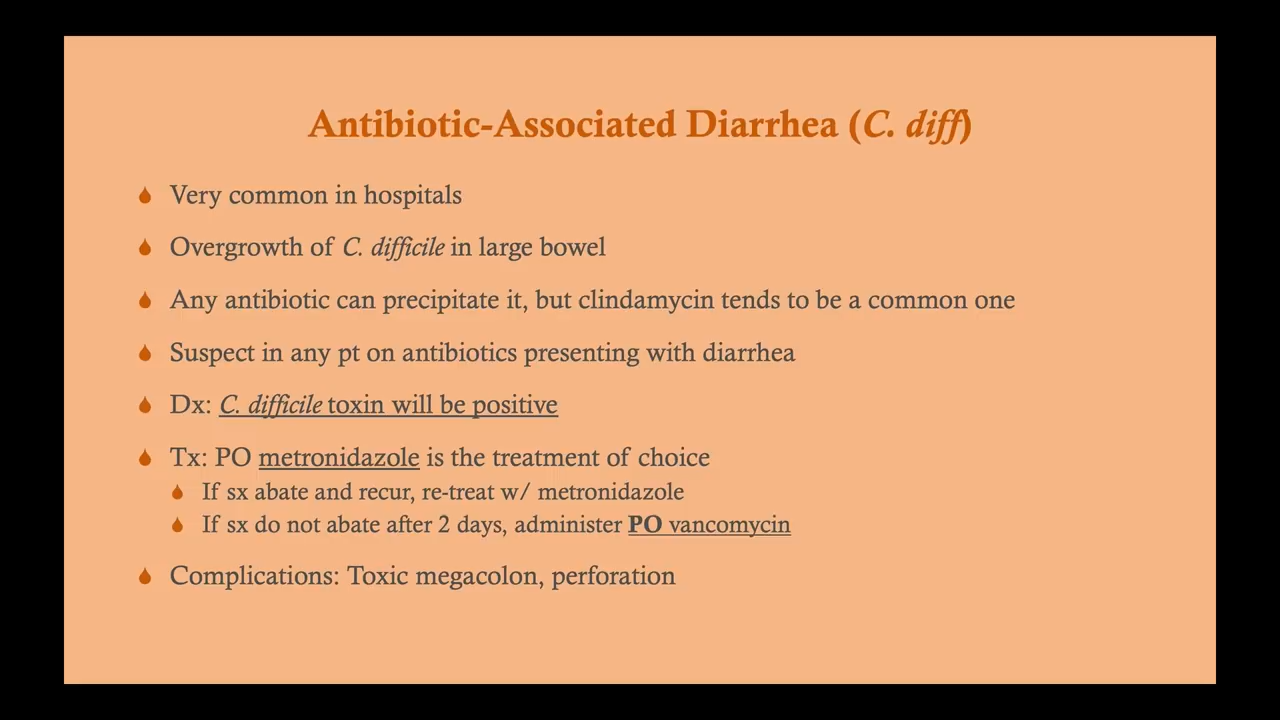 Antibiotic-Associated Diarrhea (C. diff)
Very common in hospitals
Overgrowth of C. difficile in large bowel
Any antibiotic can precipitate it, but clindamycin tends to be a common one
Suspect in any pt on antibiotics presenting with diarrhea
Dx: C. difficile toxin will be positive
Tx: PO metronidazole is the treatment of choice
If sx abate and recur, re-treat w/ metronidazole
If sx do not abate after 2 days, administer PO vancomycin
Complications: Toxic megacolon, perforation